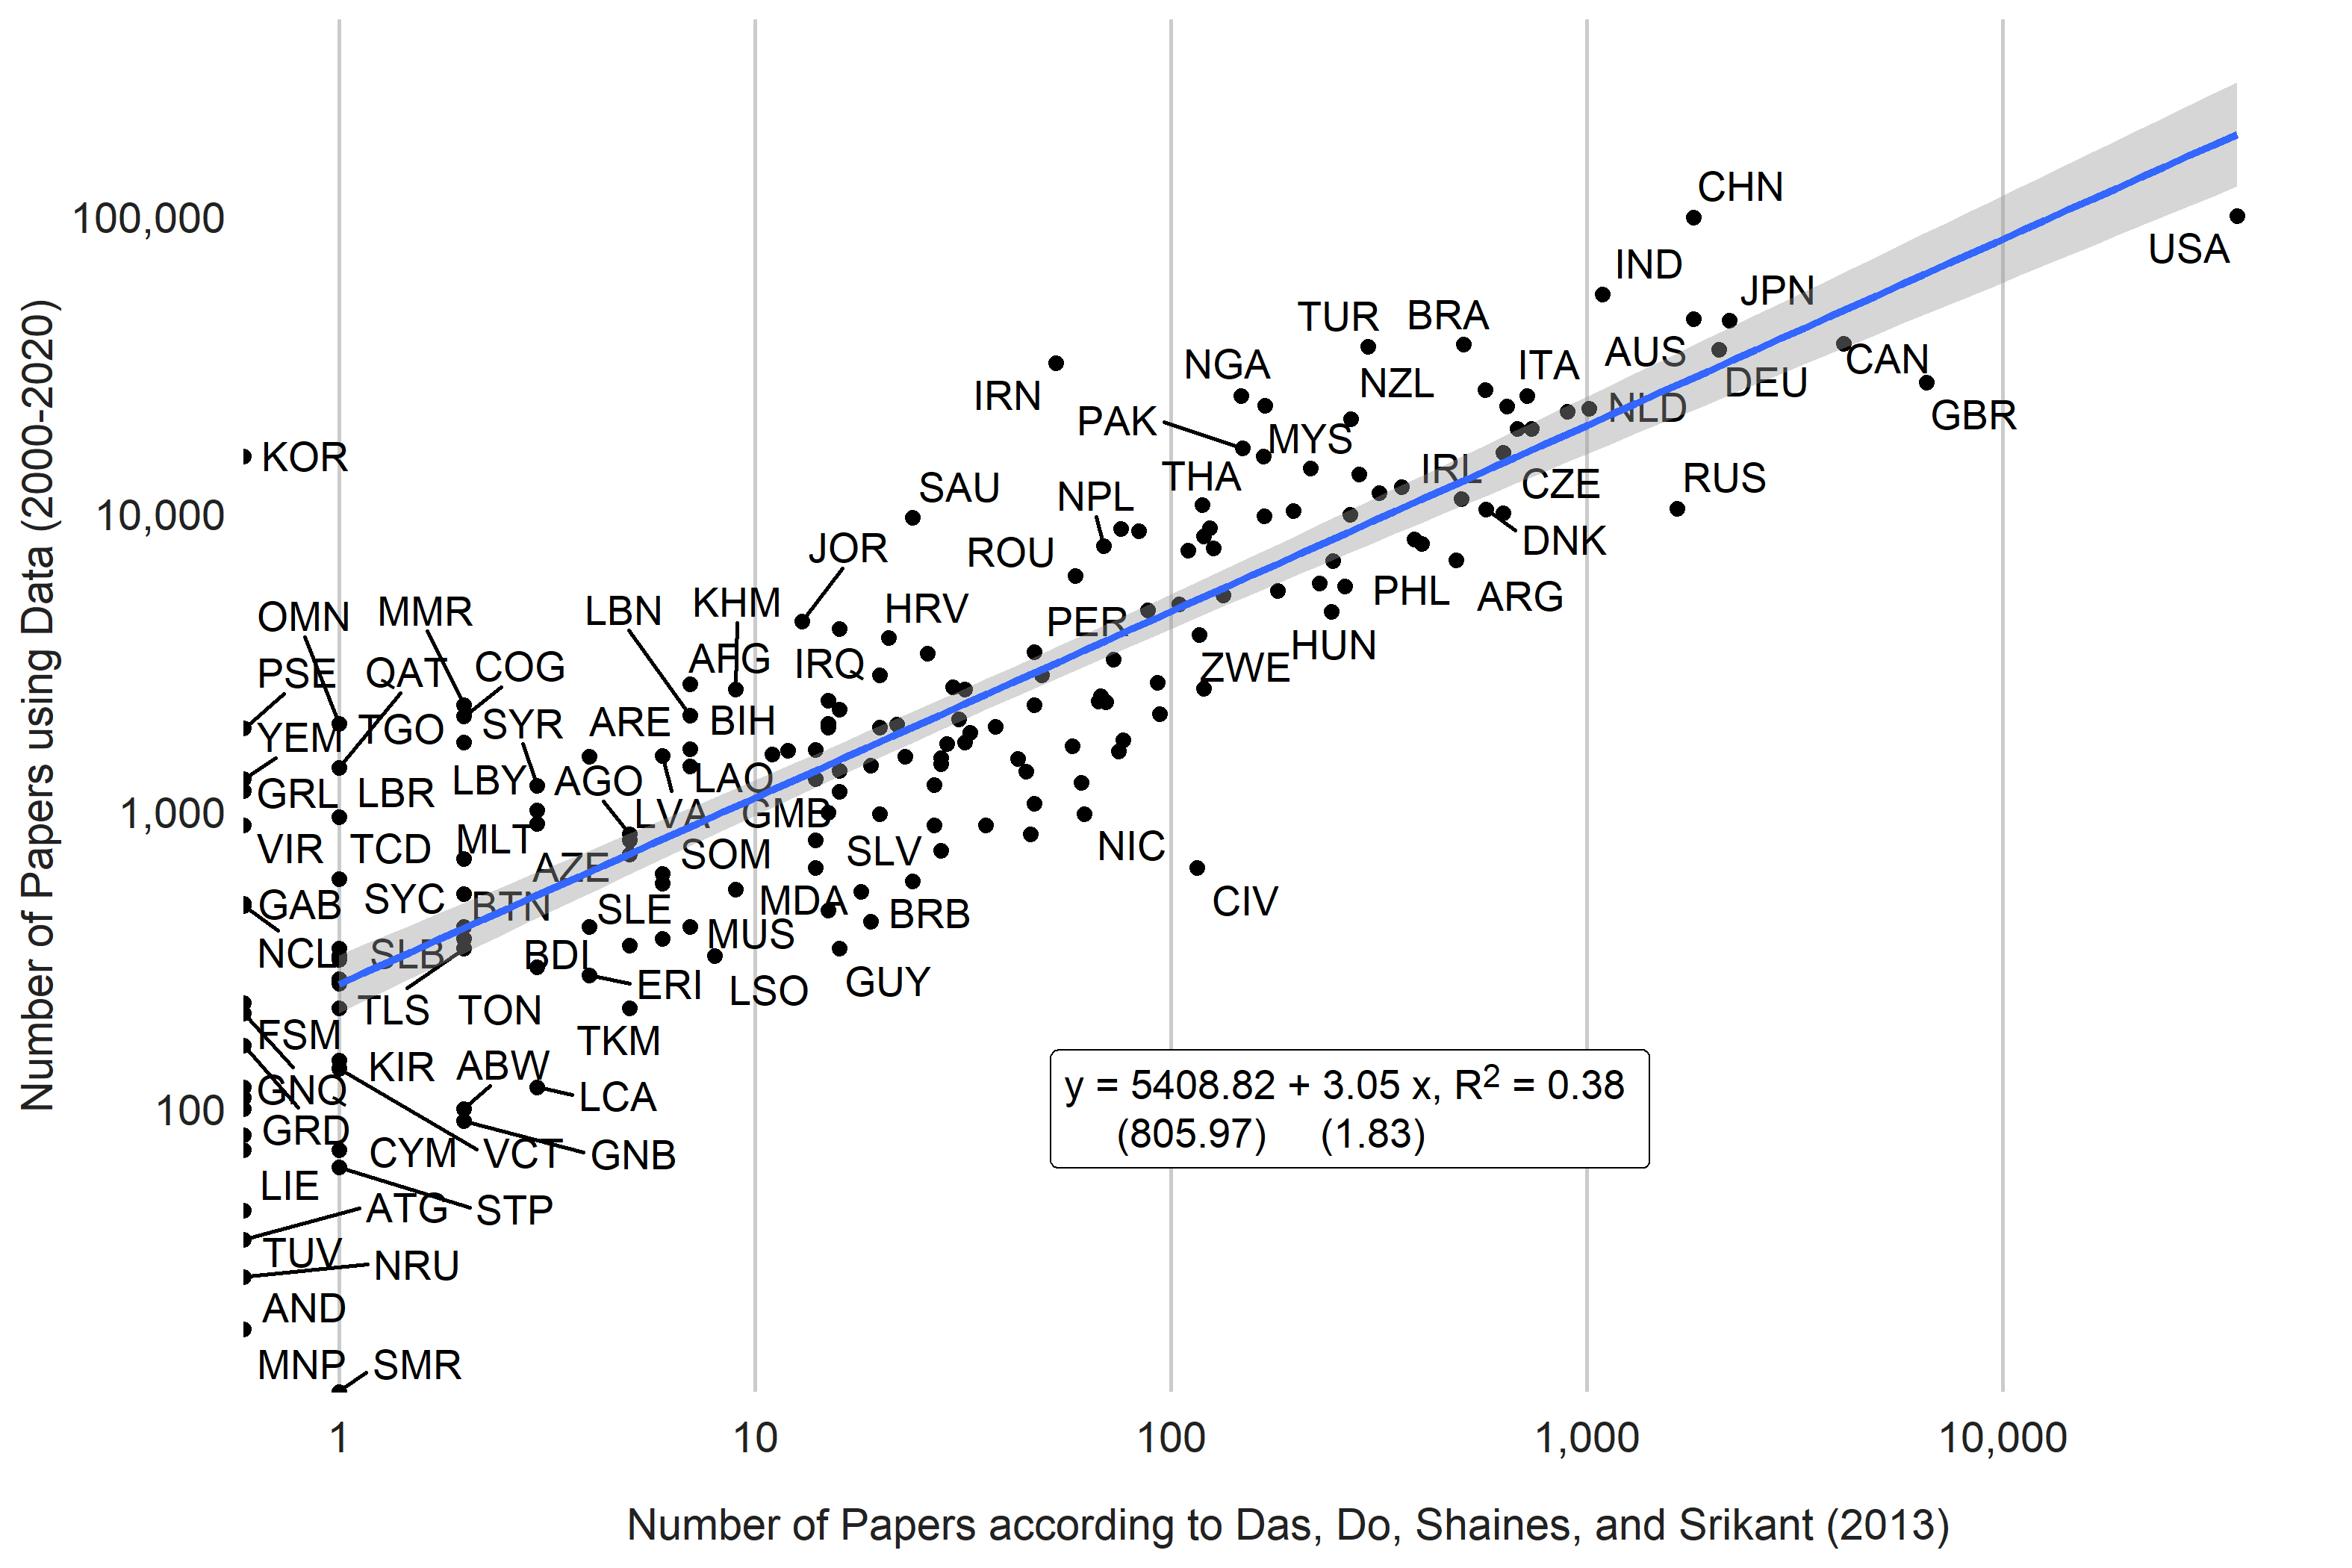 Number of Papers using Data (2000-2020)
100,000
10,000
1,000
100
CHN
USA
IND
JPN
TUR
BRA
AUS
ITA
CAN
DEU
NGA
NZL
IRN
NLD
GBR
PAK
MYS
KOR
IRL
THA
CZE
RUS
SAU
NPL
DNK
JOR
ROU
PHL
ARG
OMN
MMR
LBN
KHM
HRV
PER
HUN
PSE
QAT
COG
AFG
IRQ
ZWE
YEM
TGO
SYR
ARE
BIH
GRL
LBR
LBY
AGO
LAO
LVA
GMB
VIR
TCD
MLT
AZE
SOM
SLV
NIC
GAB
SYC
BTN
SLE
MDA
BRB
CIV
NCL
SLB
BDI
MUS
ERI
LSO
GUY
TLS
TON
FSM
TKM
KIR
ABW
GNQ
LCA
GRD
CYM
VCT
GNB
LIE
ATG
STP
TUV
NRU
AND
MNP
SMR
y = 5408.82 + 3.05 x, R² = 0.38
(805.97) (1.83)
1
10
100
1,000
10,000
Number of Papers according to Das, Do, Shaines, and Srikant (2013)